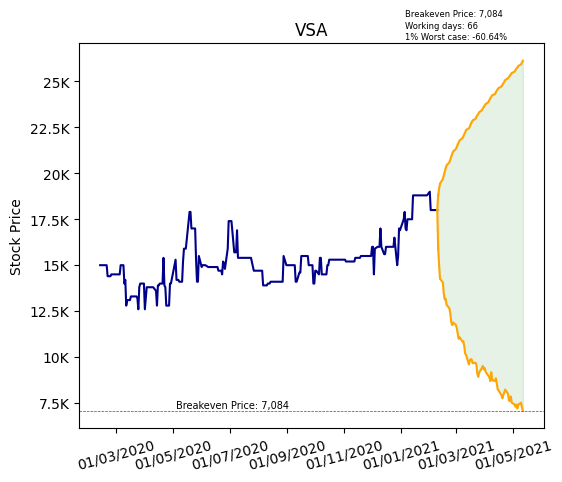 Breakeven Price: 7,084
Working days: 66
1% Worst case: -60.64%
VSA
Stock Price
25K
22.5K
20K
17.5K
15K
12.5K
10K
7.5K
Breakeven Price: 7,084
01/03/2020
01/05/2020
01/07/2020
01/09/2020
01/11/2020
01/01/2021
01/03/2021
01/05/2021